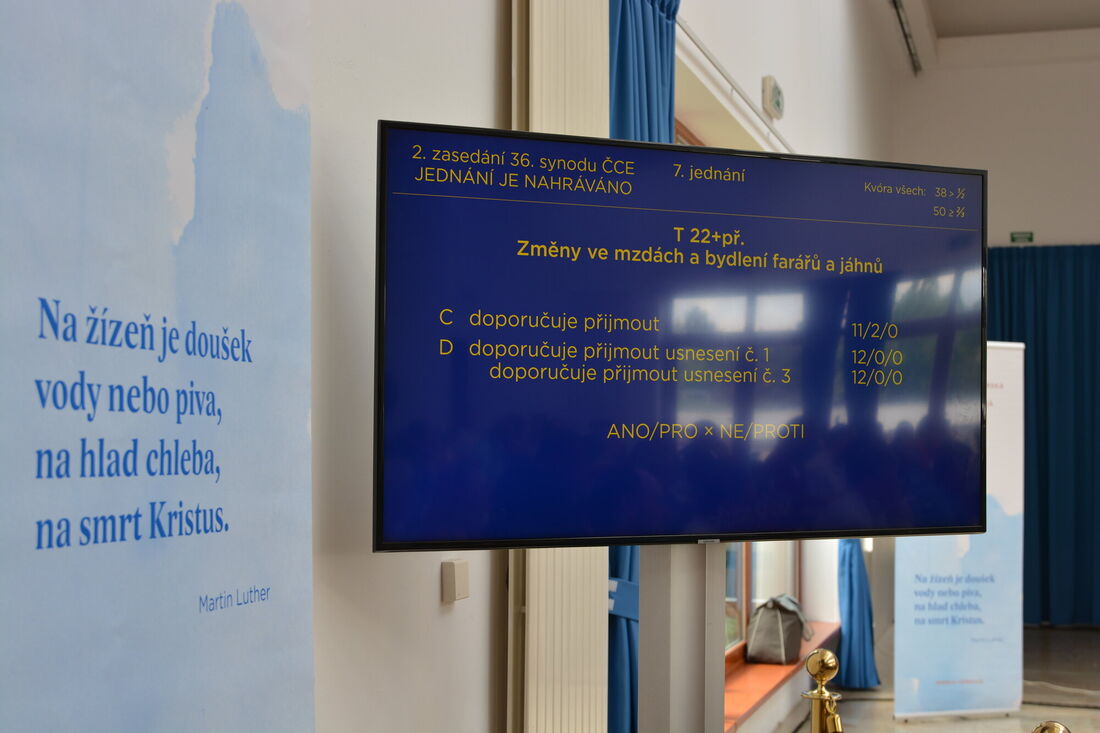 Na žízeň je doušek
vody nebo piva,
na hlad chleba,
na smrt Kristus.
Martin Luther
2. zasedání 36. synodu ČCE
JEDNÁNÍ JE NAHRÁVÁNO
7. jednání
Kvóra všech: 38 > ½
50 ≥ ⅔
T 22+př.
Změny ve mzdách a bydlení farářů a jáhnů
C doporučuje přijmout 11/2/0
D doporučuje přijmout usnesení č. 1 12/0/0
doporučuje přijmout usnesení č. 3 12/0/0
ANO/PRO × NE/PROTI
Na žízeň je doušek
vody nebo piva,
na hlad chleba,
na smrt Kristus.
Martin Luther